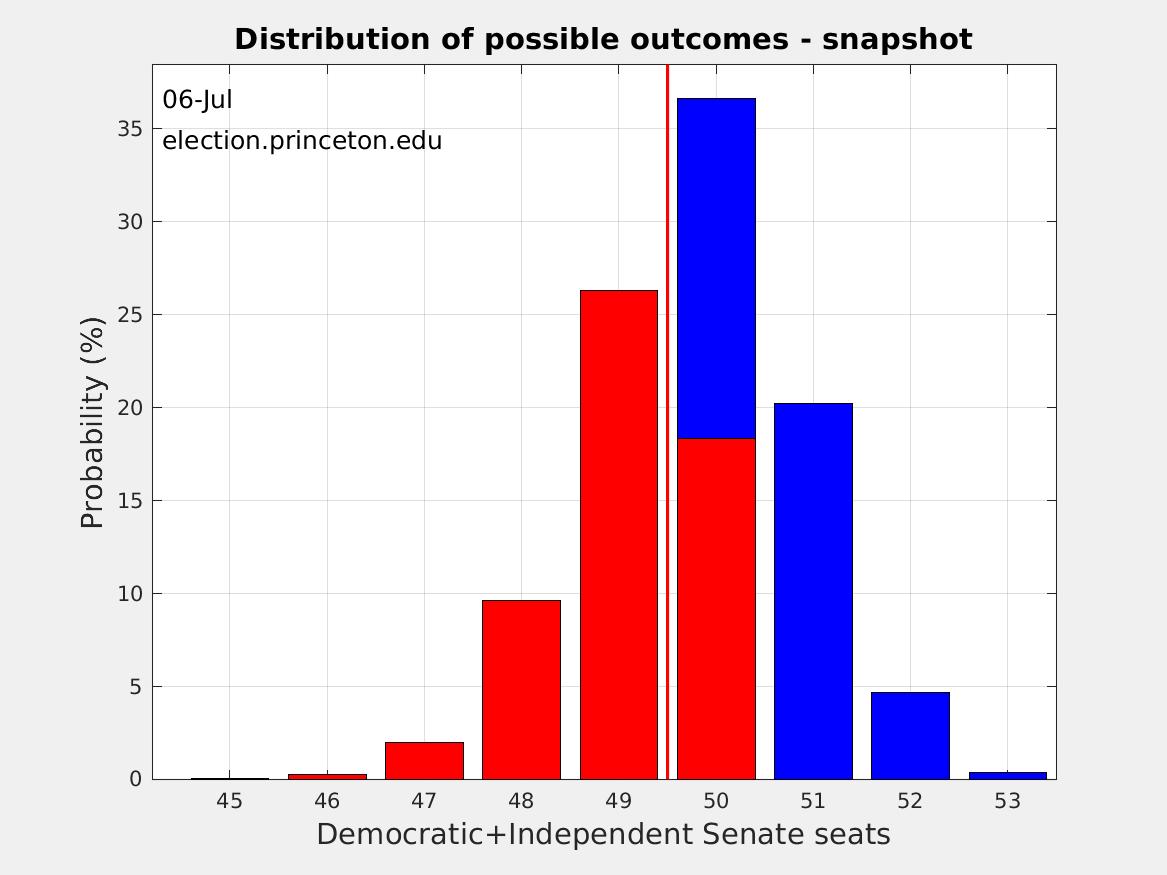 Distribution of possible outcomes - snapshot
06-Jul
election.princeton.edu
35
30
25
20
15
10
5
0
Probability (%)
45 46 47 48 49 50 51 52 53
Democratic+Independent Senate seats